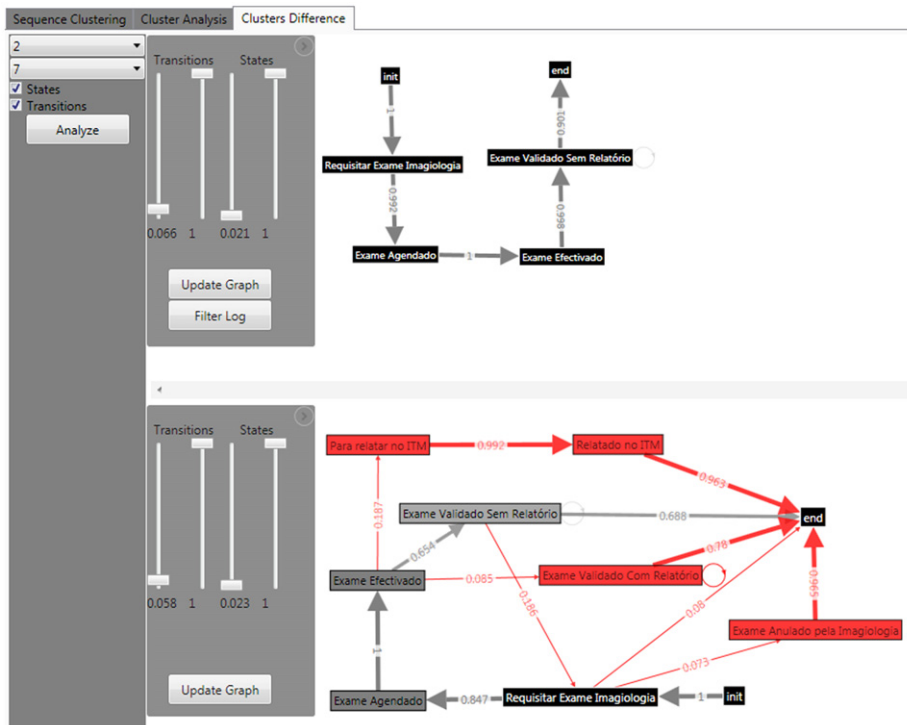 Sequence Clustering Cluster Analysis Clusters Difference
2
7
States
Transitions
Analyze
Transitions States
0.066 1 0.021 1
Update Graph
Filter Log
init
1
Requisitar Exame Imagiologia
0.992
Exame Agendado
1
Exame Efectivado
0.998
Exame Validado Sem Relatório
0.901
end
Transitions States
0.058 1 0.023 1
Update Graph
Para relatar no ITM
0.992
Relatado no ITM
0.963
0.187
Exame Validado Sem Relatório
0.688
end
0.654
0.78
Exame Efectivado
0.085
Exame Validado Com Relatório
0.186
0.08
0.965
Exame Anulado pela Imagiologia
1
0.073
Exame Agendado
0.847
Requisitar Exame Imagiologia
1
init